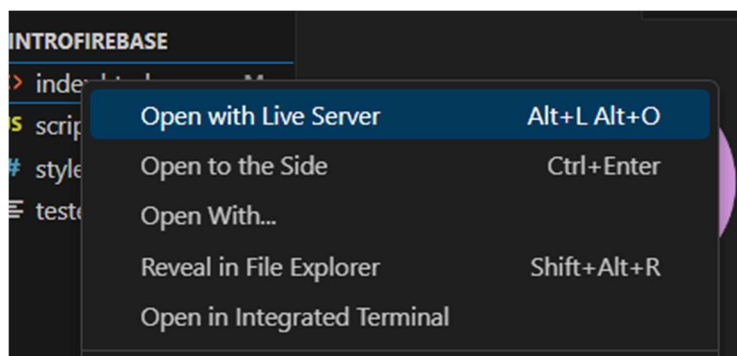 INTROFIREBASE
Open with Live Server Alt+L Alt+O
Open to the Side Ctrl+Enter
Open With...
Reveal in File Explorer Shift+Alt+R
Open in Integrated Terminal